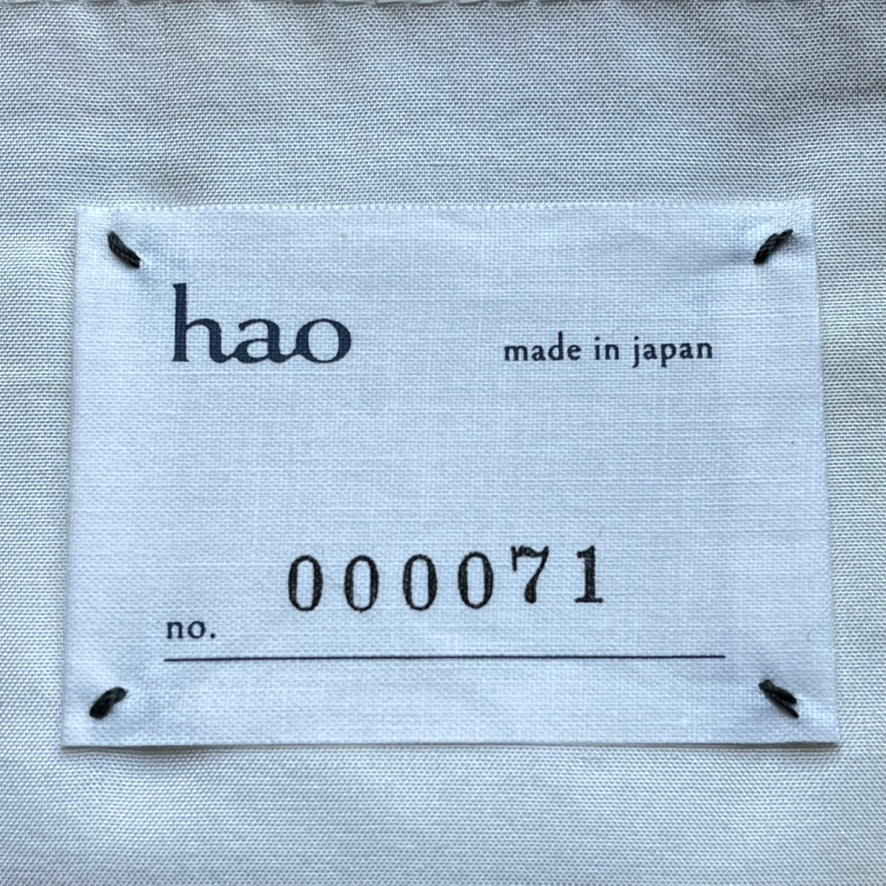 hao
made in japan
no. 000071